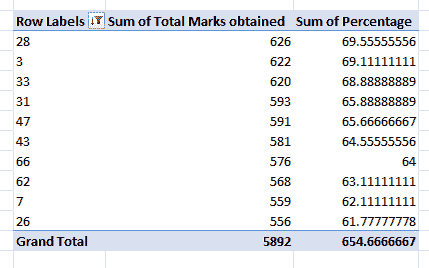 Row Labels Sum of Total Marks obtained Sum of Percentage
28 626 69.55555556
3 622 69.11111111
33 620 68.88888889
31 593 65.88888889
47 591 65.66666667
43 581 64.55555556
66 576 64
62 568 63.11111111
7 559 62.11111111
26 556 61.77777778
Grand Total 5892 654.6666667